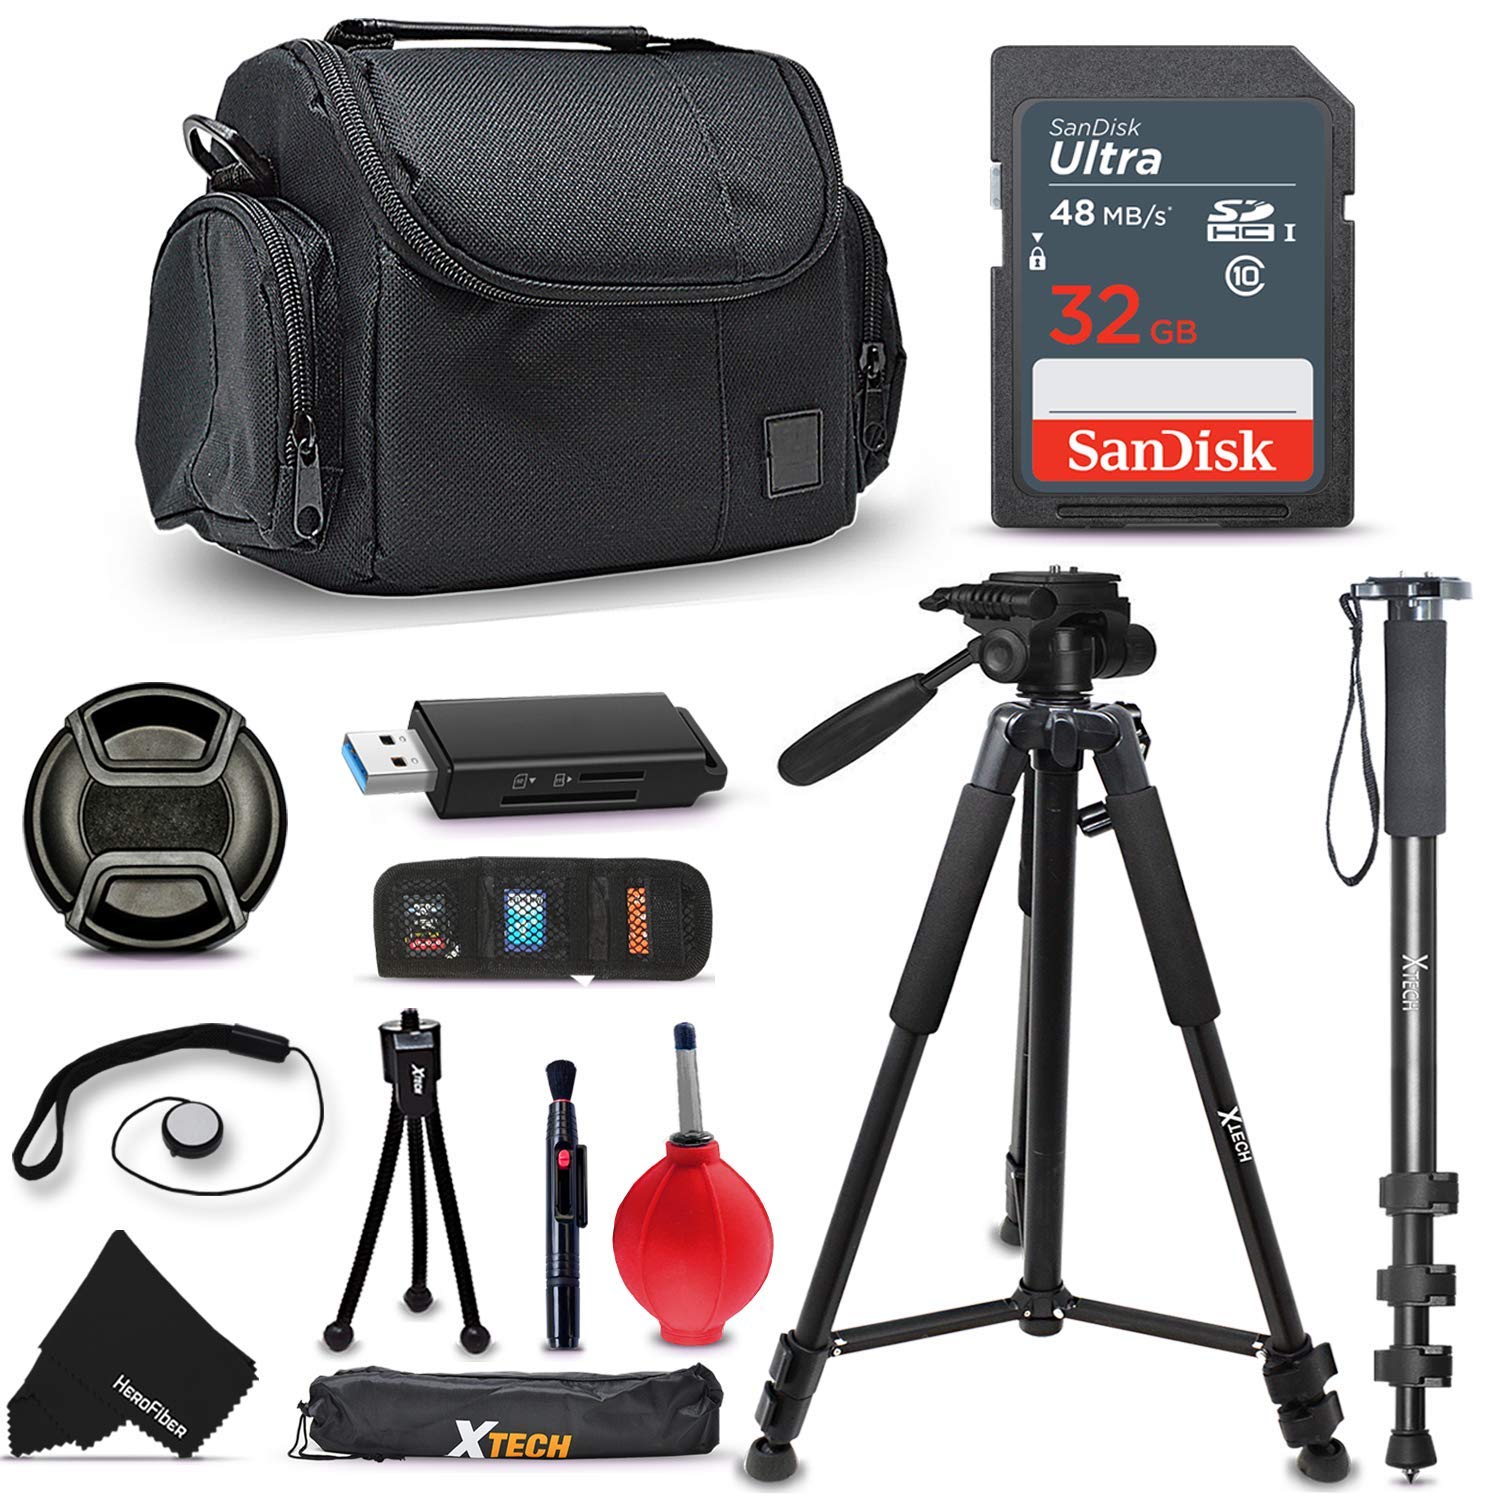 SanDisk
Ultra
48 MB/s*
SD
HC I
10
32 GB
SanDisk
XTECH
XTECH
XTECH
HEROFIBER
XTECH